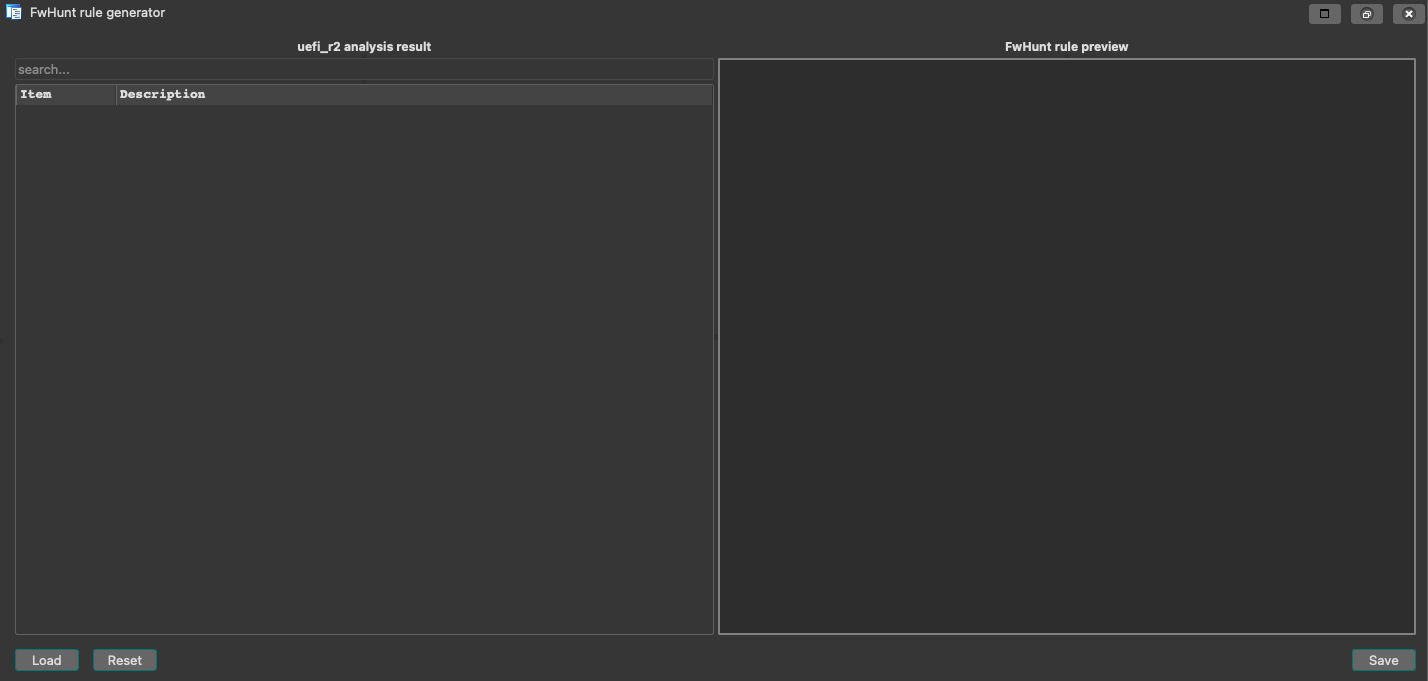 FwHunt rule generator
uefi_r2 analysis result
FwHunt rule preview
search...
Item
Description
Load
Reset
Save